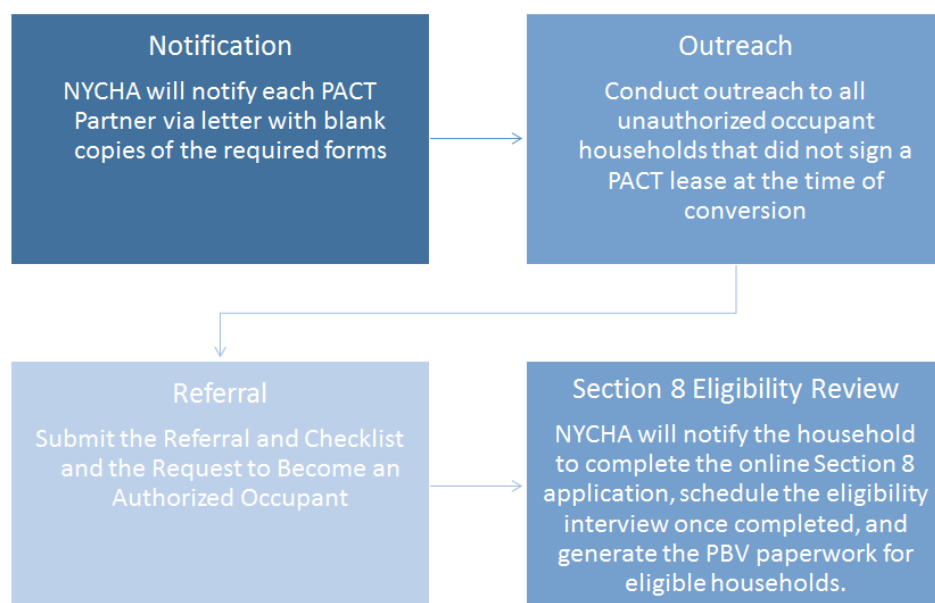 Notification
NYCHA will notify each PACT
Partner via letter with blank
copies of the required forms
Outreach
Conduct outreach to all
unauthorized occupant
households that did not sign a
PACT lease at the time of
conversion
Referral
Submit the Referral and Checklist
and the Request to Become an
Authorized Occupant
Section 8 Eligibility Review
NYCHA will notify the household
to complete the online Section 8
application, schedule the eligibility
interview once completed, and
generate the PBV paperwork for
eligible households.